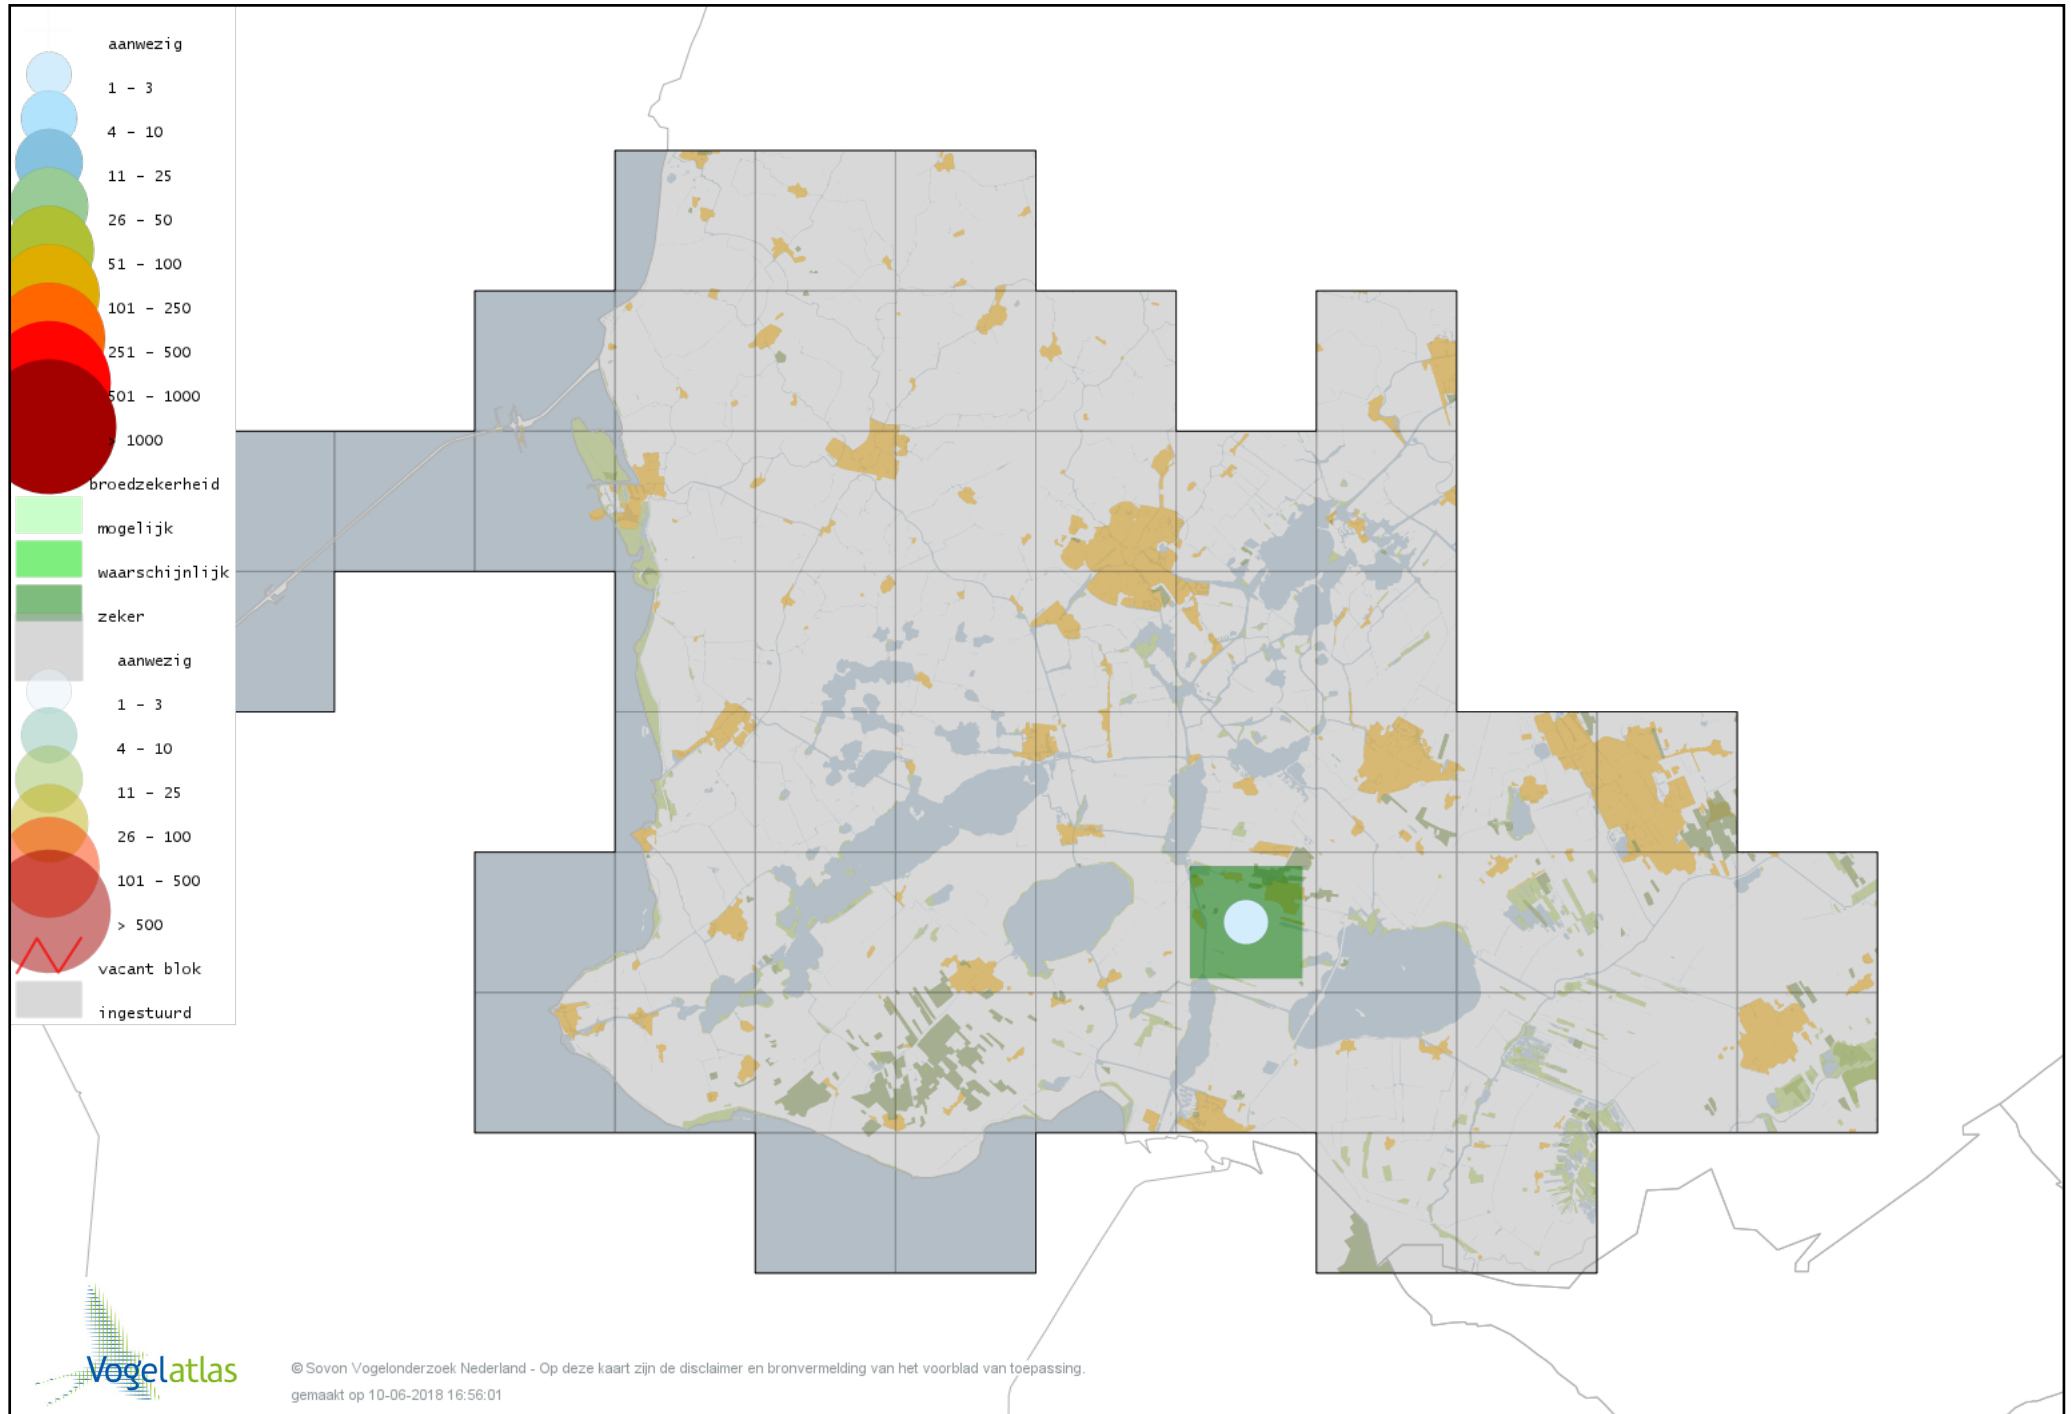 aanwezig
1 - 3
4 - 10
11 - 25
26 - 50
51 - 100
101 - 250
251 - 500
501 - 1000
> 1000
broedzekerheid
mogelijk
waarschijnlijk
zeker
aanwezig
1 - 3
4 - 10
11 - 25
26 - 100
101 - 500
> 500
vacant blok
ingestuurd
Vogelatlas
© Sovon Vogelonderzoek Nederland - Op deze kaart zijn de disclaimer en bronvermelding van het voorblad van toepassing.
gemaakt op 10-06-2018 16:56:01